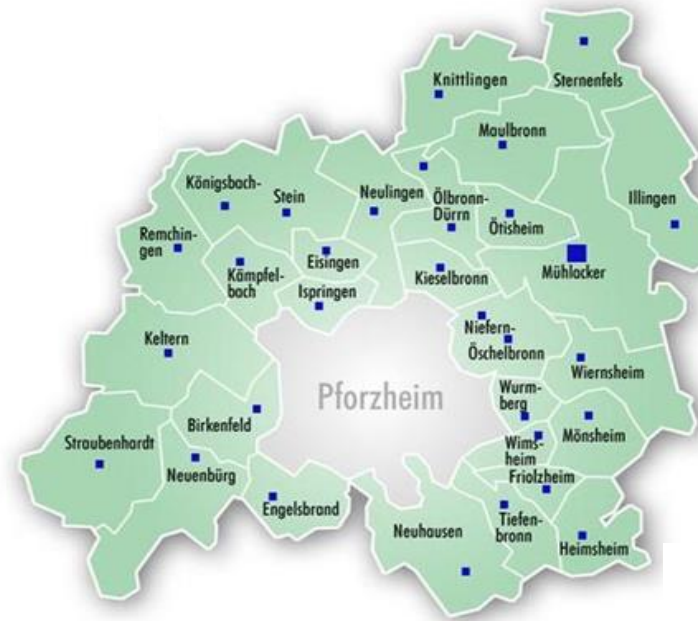 Sternenfels
Knittlingen
Maulbronn
Königsbach-
Stein
Neulingen
Ölbronn-
Dürrn
Illingen
Ötisheim
Remchin-
gen
Eisingen
Kämpfel-
bach
Kieselbronn
Mühlacker
Ispringen
Niefern-
Öschelbronn
Keltern
Wiernsheim
Pforzheim
Wurm-
berg
Birkenfeld
Mönsheim
Straubenhardt
Wims-
heim
Neuenbürg
Friolzheim
Engelsbrand
Tiefen-
bronn
Neuhausen
Heimsheim